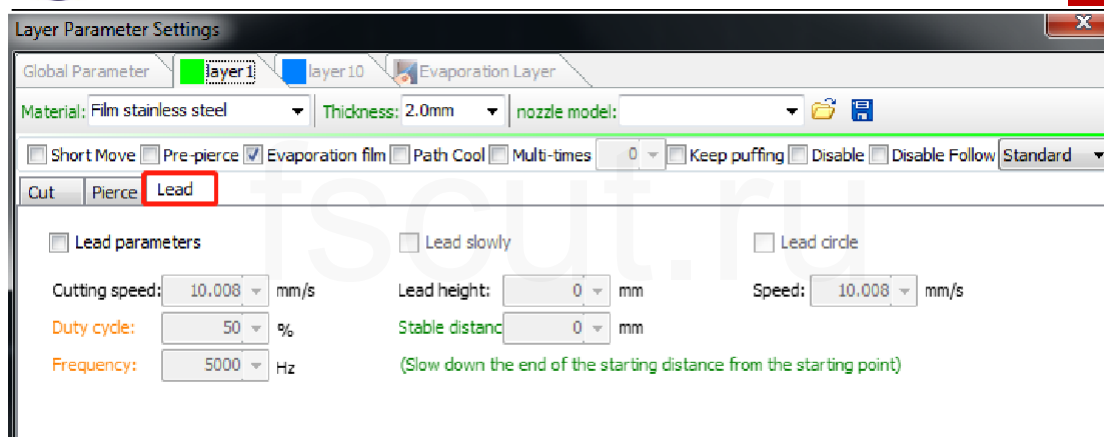 Layer Parameter Settings
Global Parameter layer1 layer10 Evaporation Layer
Material: Film stainless steel Thickness: 2.0mm nozzle model:
Short Move Pre-pierce Evaporation film Path Cool Multi-times 0 Keep puffing Disable Disable Follow Standard
Cut Pierce Lead
fscut.ru
Lead parameters Lead slowly Lead circle
Cutting speed: 10.008 mm/s Lead height: 0 mm Speed: 10.008 mm/s
Duty cycle: 50 % Stable distanc 0 mm
Frequency: 5000 Hz (Slow down the end of the starting distance from the starting point)